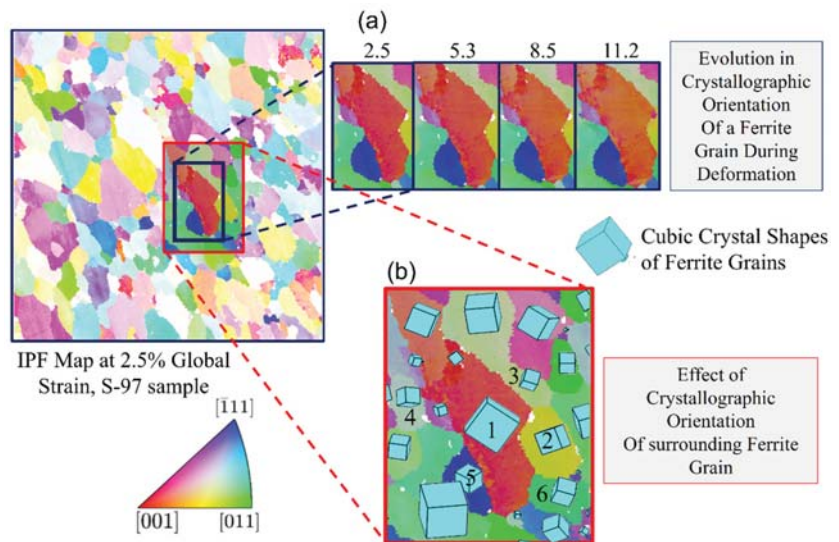 (a)
2.5 5.3 8.5 11.2
Evolution in
Crystallographic
Orientation
Of a Ferrite
Grain During
Deformation
Cubic Crystal Shapes
of Ferrite Grains
(b)
IPF Map at 2.5% Global
Strain, S-97 sample
[1̄11]
[001] [011]
3
4
1
2
5
6
Effect of
Crystallographic
Orientation
Of surrounding Ferrite
Grain